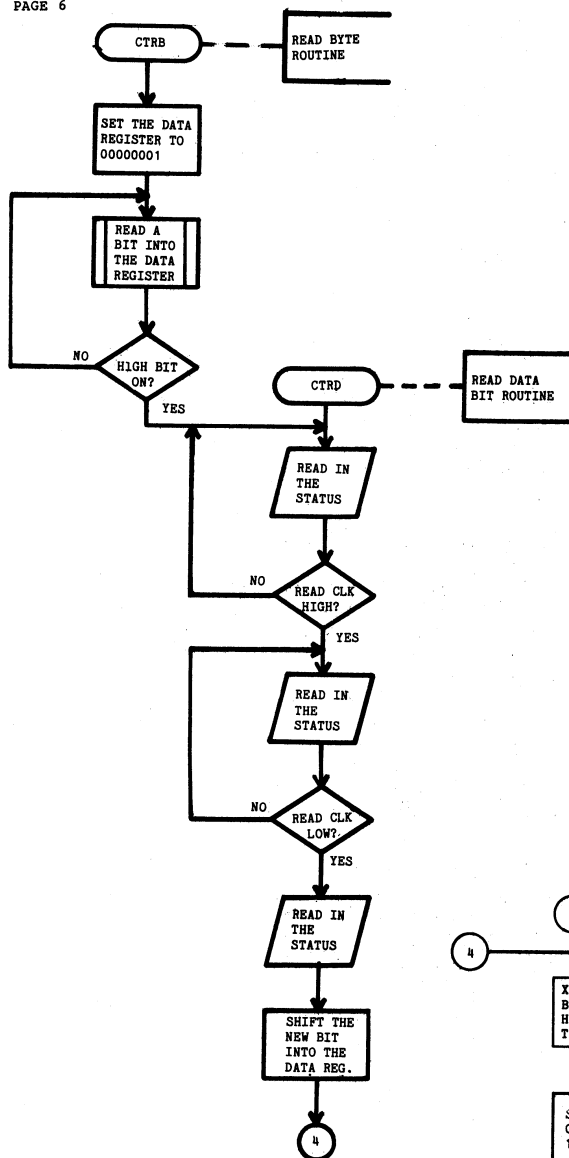 PAGE 6
CTRB
READ BYTE
ROUTINE
SET THE DATA
REGISTER TO
00000001
READ A
BIT INTO
THE DATA
REGISTER
NO
HIGH BIT
ON?
YES
CTRD
READ DATA
BIT ROUTINE
READ IN
THE
STATUS
NO
READ CLK
HIGH?
YES
READ IN
THE
STATUS
NO
READ CLK
LOW?
YES
READ IN
THE
STATUS
4
X
B
H
T
SHIFT THE
NEW BIT
INTO THE
DATA REG.
4